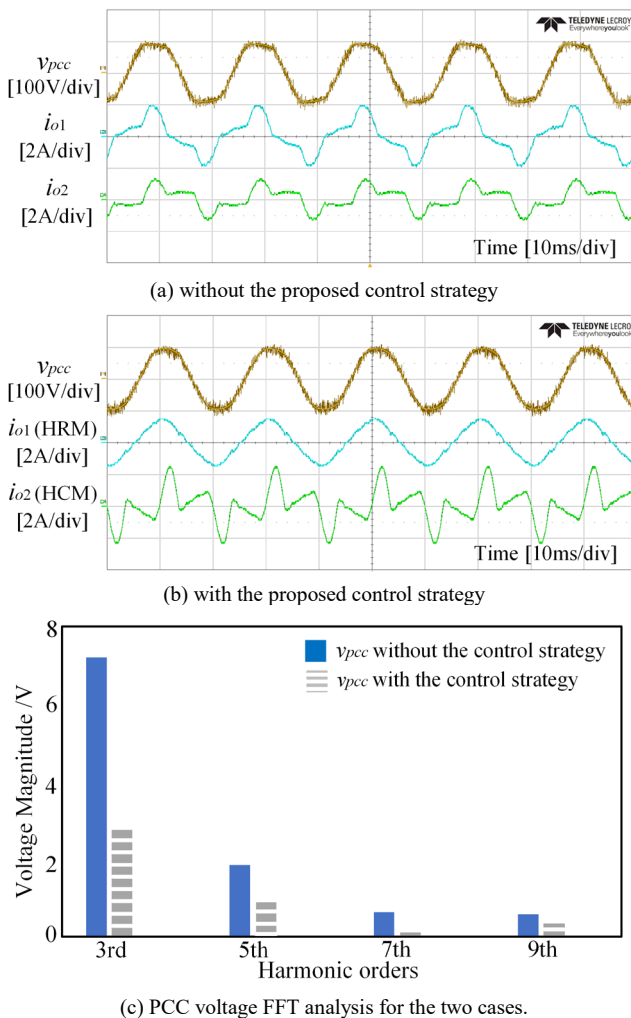 TELEDYNE LECROY
Everywhereyoulook
vpcc
[100V/div]
io1
[2A/div]
io2
[2A/div]
Time [10ms/div]
(a) without the proposed control strategy
TELEDYNE LECROY
Everywhereyoulook
vpcc
[100V/div]
io1 (HRM)
[2A/div]
io2 (HCM)
[2A/div]
Time [10ms/div]
(b) with the proposed control strategy
8
vpcc without the control strategy
vpcc with the control strategy
6
4
2
0
Voltage Magnitude /V
3rd 5th 7th 9th
Harmonic orders
(c) PCC voltage FFT analysis for the two cases.